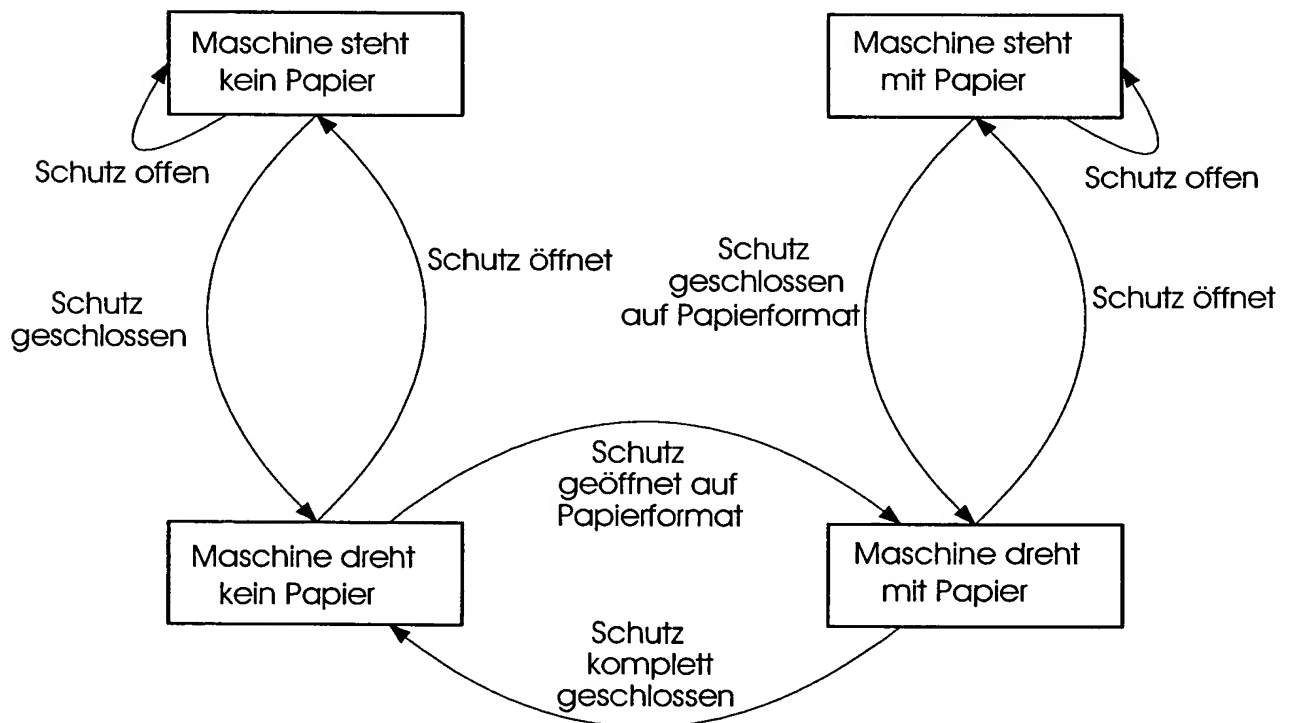 Maschine steht
kein Papier
Maschine steht
mit Papier
Schutz offen
Schutz offen
Schutz
geschlossen
Schutz öffnet
Schutz
geschlossen
auf Papierformat
Schutz öffnet
Schutz
geöffnet auf
Papierformat
Maschine dreht
kein Papier
Maschine dreht
mit Papier
Schutz
komplett
geschlossen